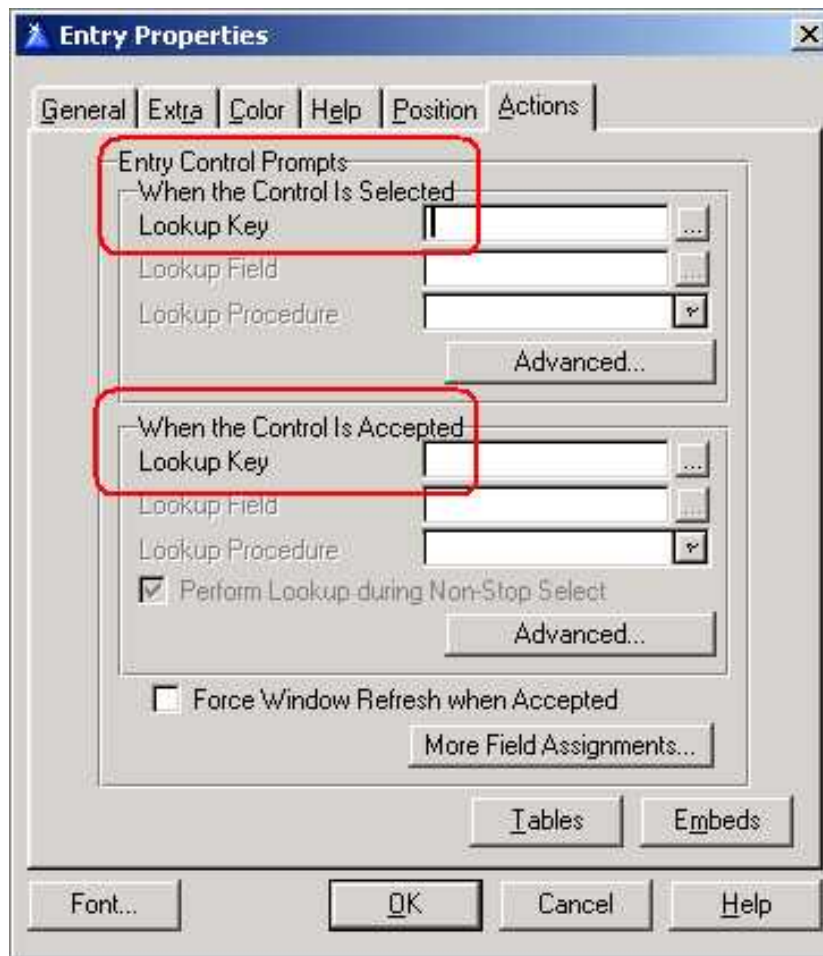 Entry Properties
General Extra Color Help Position Actions
Entry Control Prompts
When the Control Is Selected
Lookup Key ...
Lookup Field ...
Lookup Procedure
Advanced...
When the Control Is Accepted
Lookup Key ...
Lookup Field ...
Lookup Procedure
Perform Lookup during Non-Stop Select
Advanced...
Force Window Refresh when Accepted
More Field Assignments...
Tables Embeds
Font... OK Cancel Help